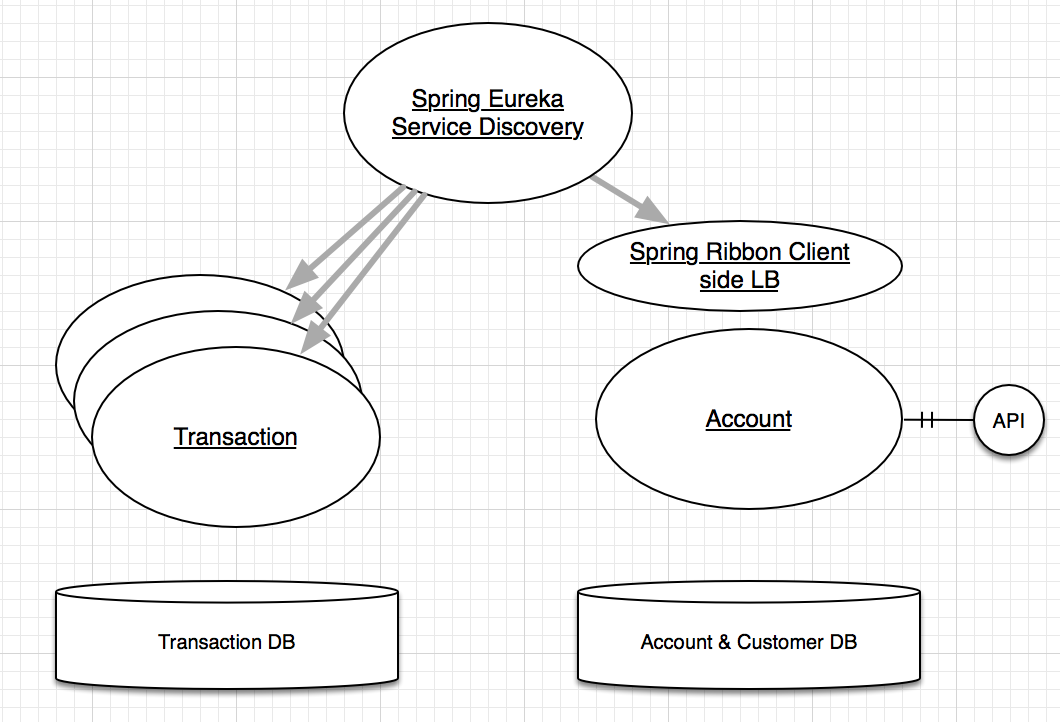 Spring Eureka
Service Discovery
Spring Ribbon Client
side LB
Transaction
Account
API
Transaction DB
Account & Customer DB